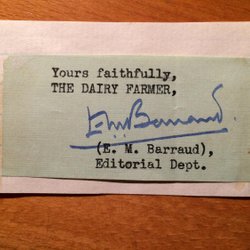 Yours faithfully,
THE DAIRY FARMER,
E.M. Barraud.
(E. M. Barraud),
Editorial Dept.